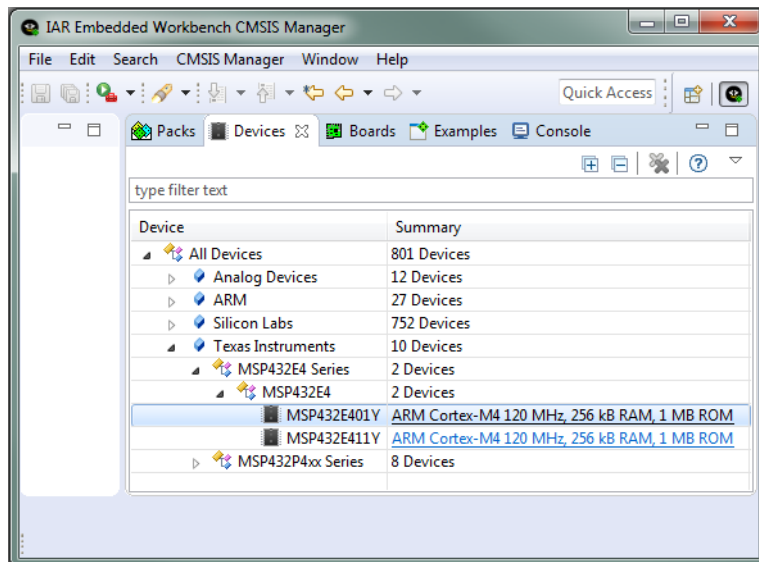 IAR Embedded Workbench CMSIS Manager
File Edit Search CMSIS Manager Window Help
Quick Access
Packs Devices Boards Examples Console
type filter text
Device Summary
All Devices 801 Devices
Analog Devices 12 Devices
ARM 27 Devices
Silicon Labs 752 Devices
Texas Instruments 10 Devices
MSP432E4 Series 2 Devices
MSP432E4 2 Devices
MSP432E401Y ARM Cortex-M4 120 MHz, 256 kB RAM, 1 MB ROM
MSP432E411Y ARM Cortex-M4 120 MHz, 256 kB RAM, 1 MB ROM
MSP432P4xx Series 8 Devices